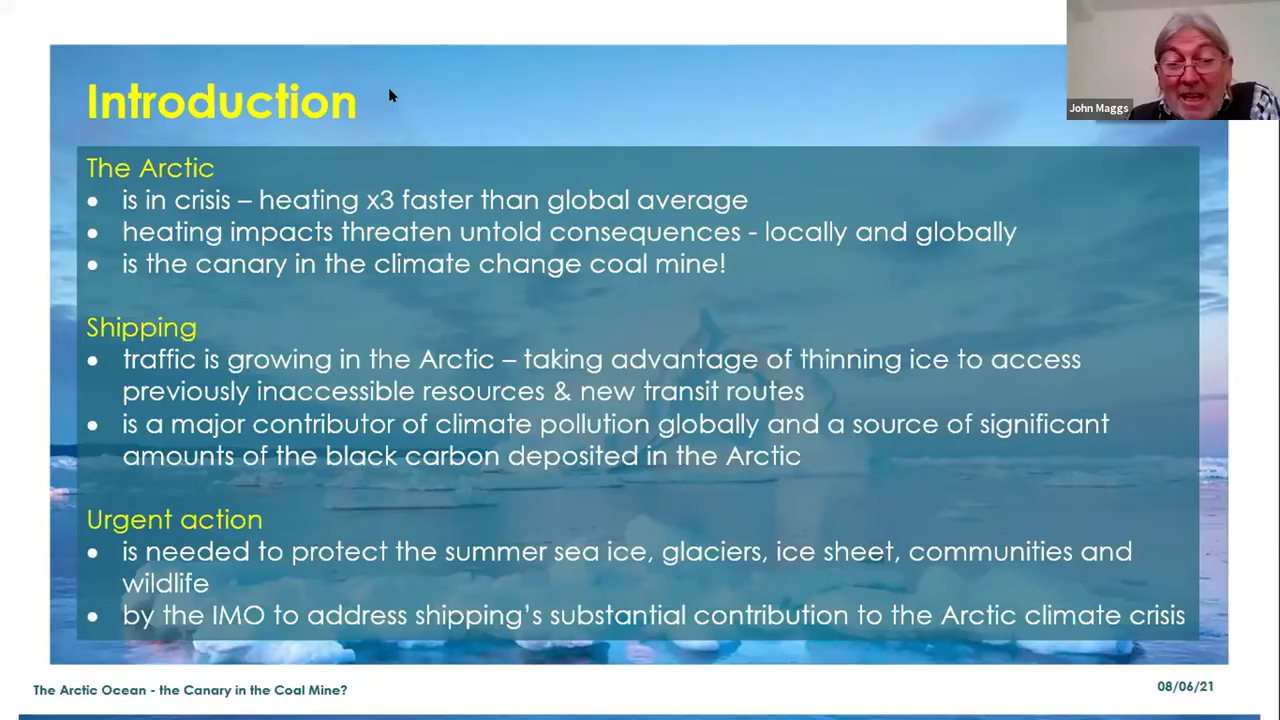 John Maggs
Introduction
The Arctic
• is in crisis – heating x3 faster than global average
• heating impacts threaten untold consequences - locally and globally
• is the canary in the climate change coal mine!
Shipping
• traffic is growing in the Arctic – taking advantage of thinning ice to access
previously inaccessible resources & new transit routes
• is a major contributor of climate pollution globally and a source of significant
amounts of the black carbon deposited in the Arctic
Urgent action
• is needed to protect the summer sea ice, glaciers, ice sheet, communities and
wildlife
• by the IMO to address shipping’s substantial contribution to the Arctic climate crisis
The Arctic Ocean - the Canary in the Coal Mine?
08/06/21